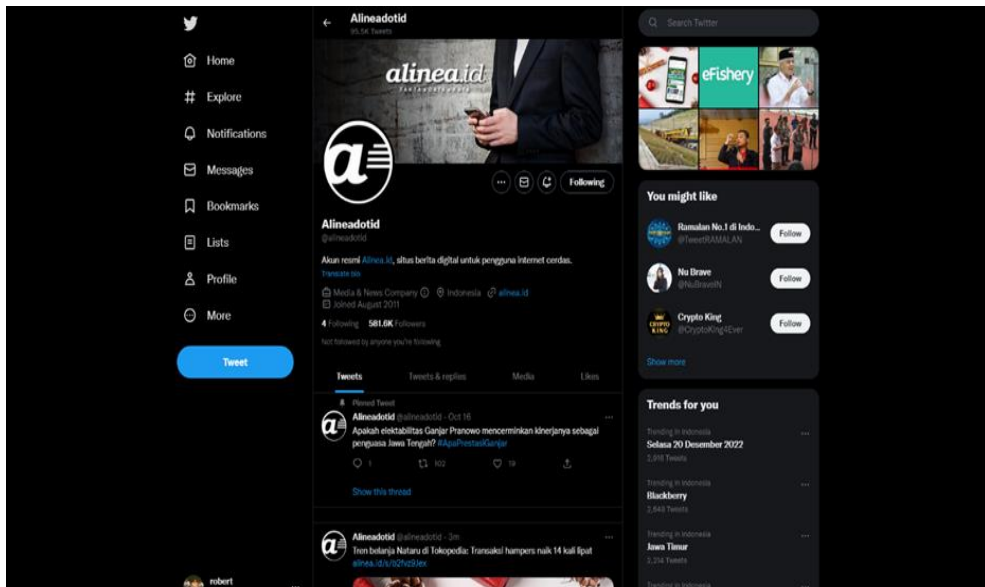 Home
Explore
Notifications
Messages
Bookmarks
Lists
Profile
More
Tweet
robert
Alineadotid
95.5K Tweets
alinea.id
a
Following
Alineadotid
@alineadotid
Akun resmi Alinea.id, situs berita digital untuk pengguna internet cerdas.
Translate bio
Media & News Company Indonesia alinea.id
Joined August 2011
4 Following 581.6K Followers
Not followed by anyone you're following
Tweets Tweets & replies Media Likes
Pinned Tweet
Alineadotid @alineadotid · Oct 16
Apakah elektabilitas Ganjar Pranowo mencerminkan kinerjanya sebagai
penguasa Jawa Tengah? #ApaPrestasiGanjar
1 102 19
Show this thread
Alineadotid @alineadotid · 3m
Tren belanja Nataru di Tokopedia: Transaksi hampers naik 14 kali lipat
Search Twitter
eFishery
You might like
Ramalan No.1 di Indo...
@TweetRAMALAN
Follow
Nu Brave
@NuBraveIN
Follow
Crypto King
@CryptoKing4Ever
Follow
Show more
Trends for you
Trending in Indonesia
Selasa 20 Desember 2022
Trending in Indonesia
Blackberry
Trending in Indonesia
Jawa Timur
2,214 Tweets
Trending in Indonesia